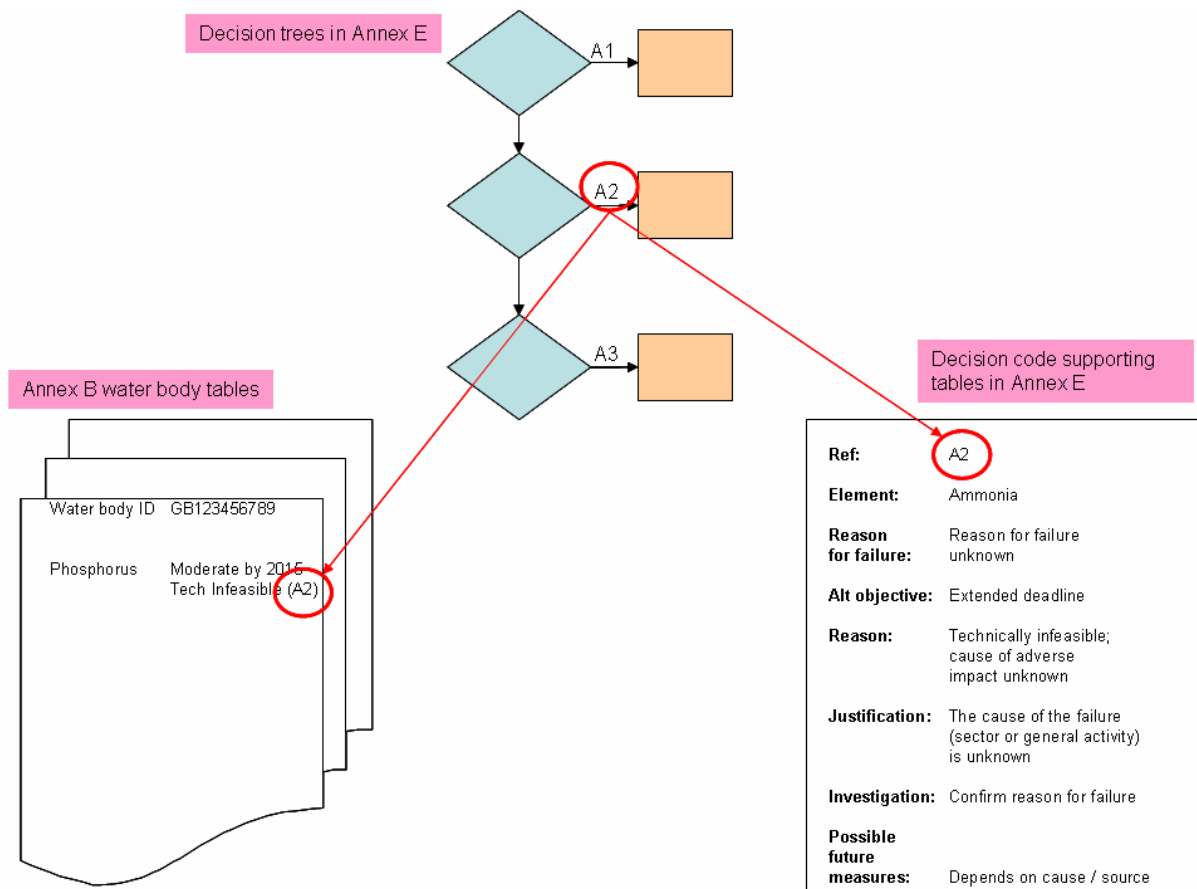 Decision trees in Annex E
A1
A2
A3
Annex B water body tables
Water body ID GB123456789
Phosphorus Moderate by 2015
Tech Infeasible (A2)
Decision code supporting
tables in Annex E
Ref: A2
Element: Ammonia
Reason Reason for failure
for failure: unknown
Alt objective: Extended deadline
Reason: Technically infeasible;
cause of adverse
impact unknown
Justification: The cause of the failure
(sector or general activity)
is unknown
Investigation: Confirm reason for failure
Possible
future
measures: Depends on cause / source